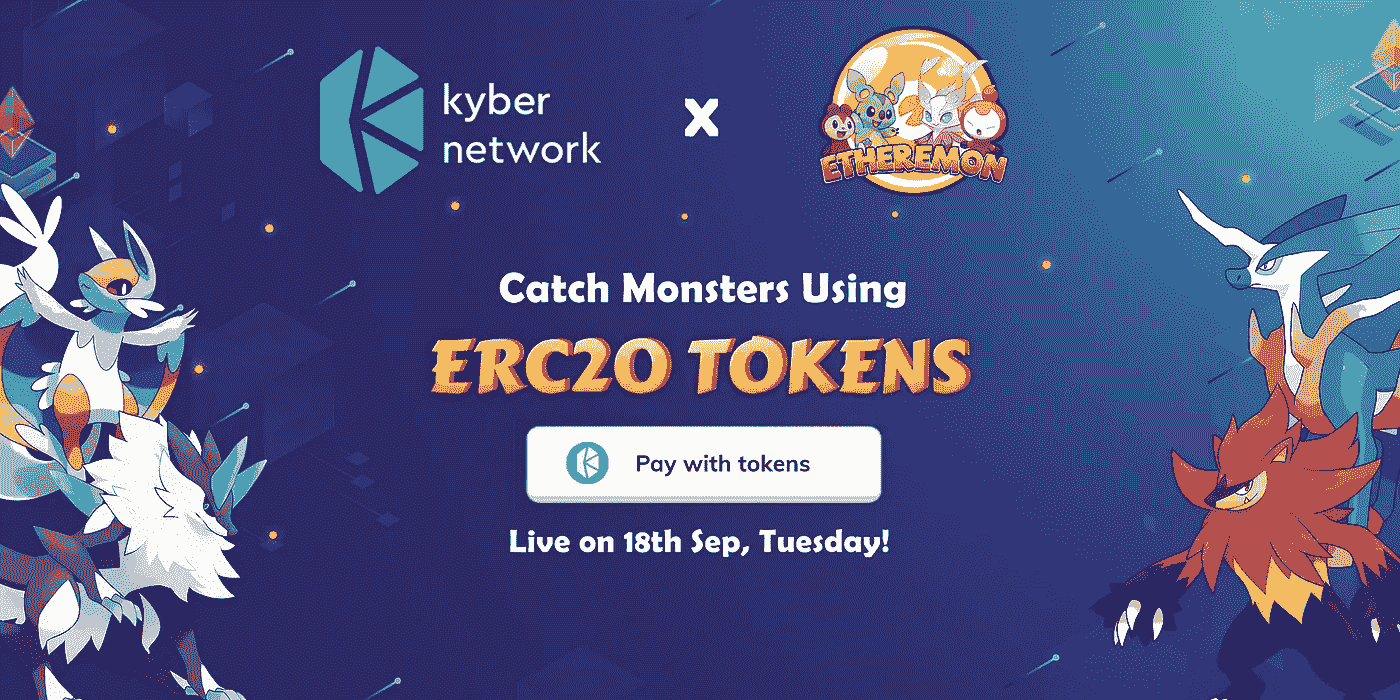 kyber
network
X
ETHEREMON
Catch Monsters Using
ERC20 TOKENS
Pay with tokens
Live on 18th Sep, Tuesday!